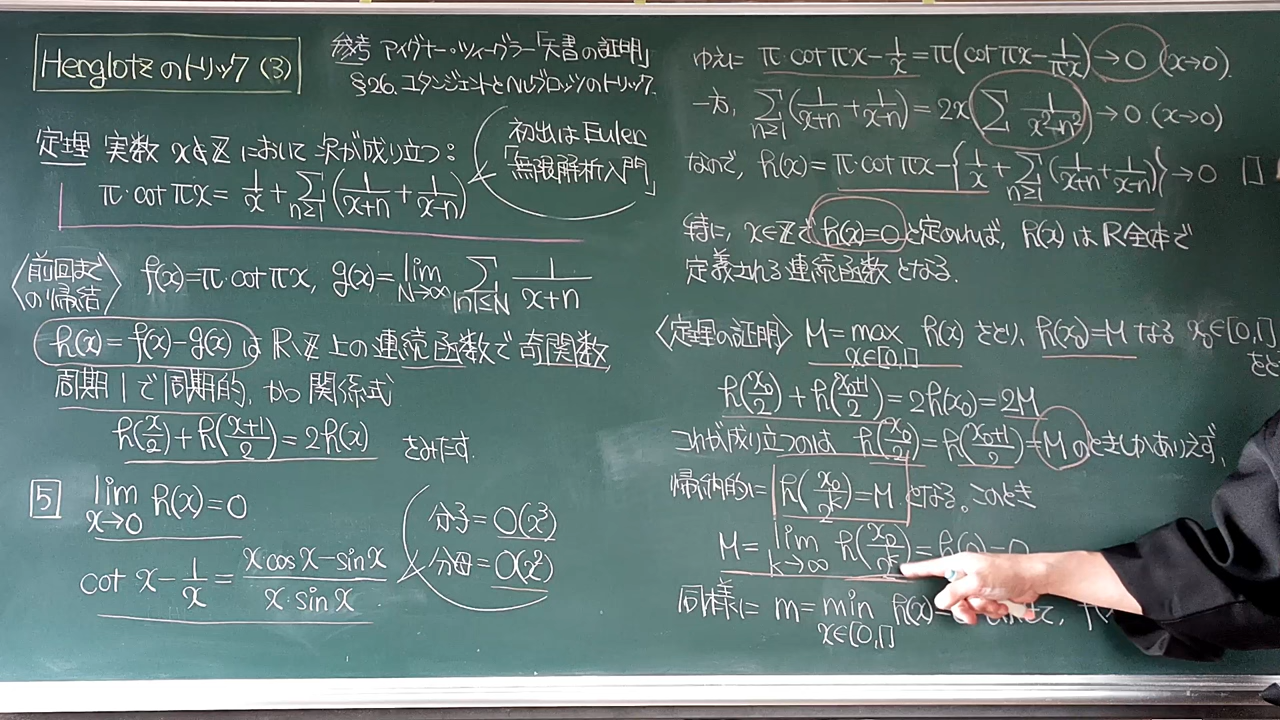 Herglotzのトリック (3)
参考 アイグナー・ツィーグラー「天書の証明」
§26. コタンジェントとヘルグロッツのトリック.
定理 実数 x∉ℤ において 次が成り立つ：
π・cot πx = 1/x + Σ_{n≥1} (1/(x+n) + 1/(x-n))
初出は Euler
「無限解析入門」
〈前回まで の帰結〉 f(x)=π・cot πx, g(x)=lim_{N→∞} Σ_{|n|≤N} 1/(x+n)
h(x)=f(x)-g(x) は ℝ\ℤ 上の 連続函数で 奇関数,
周期 1 で 周期的, かつ 関係式
h(x/2)+h((x+1)/2)=2h(x) をみたす.
5 lim_{x→0} h(x)=0
cot x - 1/x = (x・cos x - sin x)/(x・sin x)
分子=O(x³)
分母=O(x²)
ゆえに π・cot πx - 1/x = π(cot πx - 1/(πx)) → 0 (x→0).
一方, Σ_{n≥1} (1/(x+n) + 1/(x-n)) = 2x Σ 1/(x²-n²) → 0 (x→0)
なので, h(x) = π・cot πx - {1/x + Σ_{n≥1} (1/(x+n) + 1/(x-n))} → 0 []
特に, x∈ℤ で h(x)=0 と定めれば, h(x) は ℝ全体で
定義される 連続函数 となる.
〈定理の証明〉 M=max_{x∈[0,1]} h(x) をとり, h(x₀)=M なる x₀∈[0,1]
をと
h(x₀/2)+h((x₀+1)/2)=2h(x₀)=2M
これが成り立つのは h(x₀/2)=h((x₀+1)/2)=M のときしかありえず,
帰納的に h(x₀/2^k)=M となる。このとき
M=lim_{k→∞} h(x₀/2^k)=h( )=0
同様に m=min_{x∈[0,1]} h(x)=